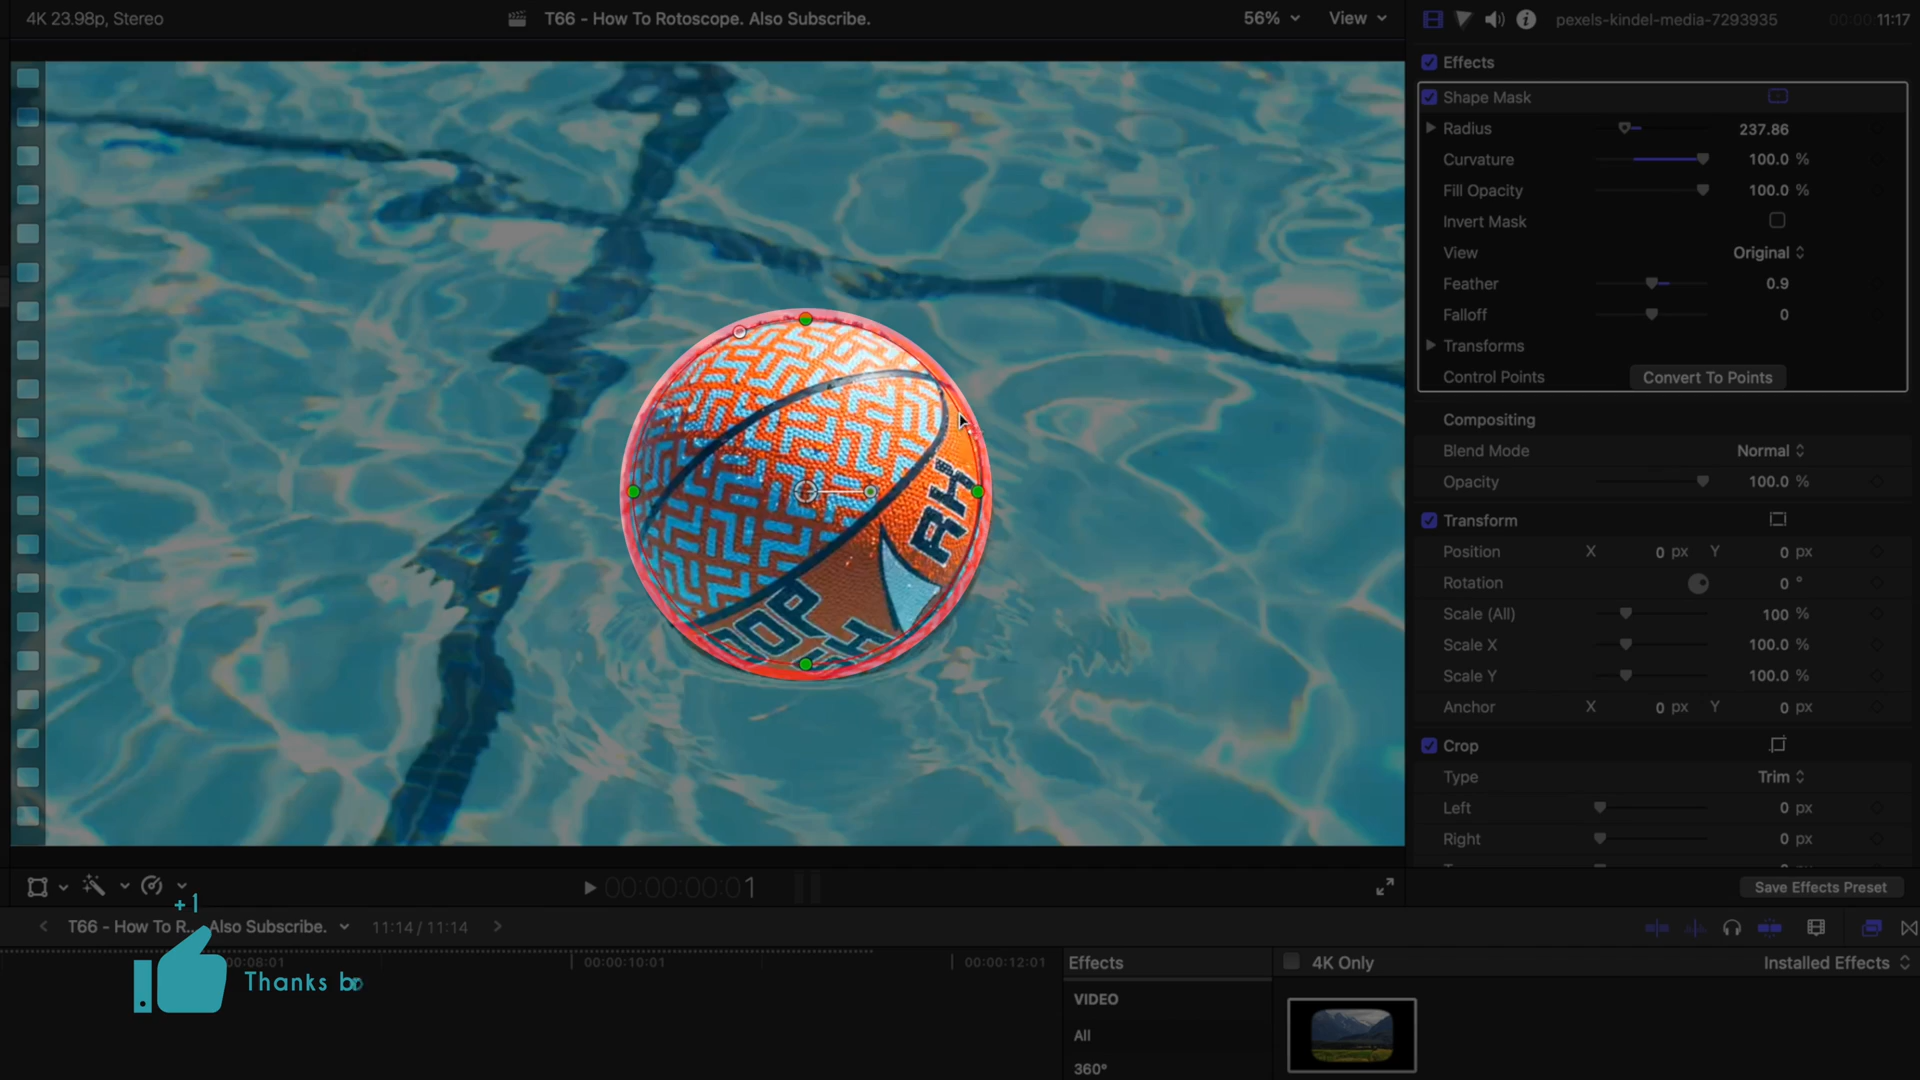 4K 23.98p, Stereo
T66 - How To Rotoscope. Also Subscribe.
56%
View
pexels-kindel-media-7293935
00:00:11:17
Effects
Shape Mask
Radius 237.86
Curvature 100.0 %
Fill Opacity 100.0 %
Invert Mask
View Original
Feather 0.9
Falloff 0
Transforms
Control Points Convert To Points
Compositing
Blend Mode Normal
Opacity 100.0 %
Transform
Position X 0 px Y 0 px
Rotation 0 °
Scale (All) 100 %
Scale X 100.0 %
Scale Y 100.0 %
Anchor X 0 px Y 0 px
Crop
Type Trim
Left 0 px
Right 0 px
RH
00:00:00:01
Save Effects Preset
+1
T66 - How To R... Also Subscribe.
11:14 / 11:14
00:00:10:01
00:00:12:01
Thanks
Effects
4K Only
Installed Effects
VIDEO
All
360°